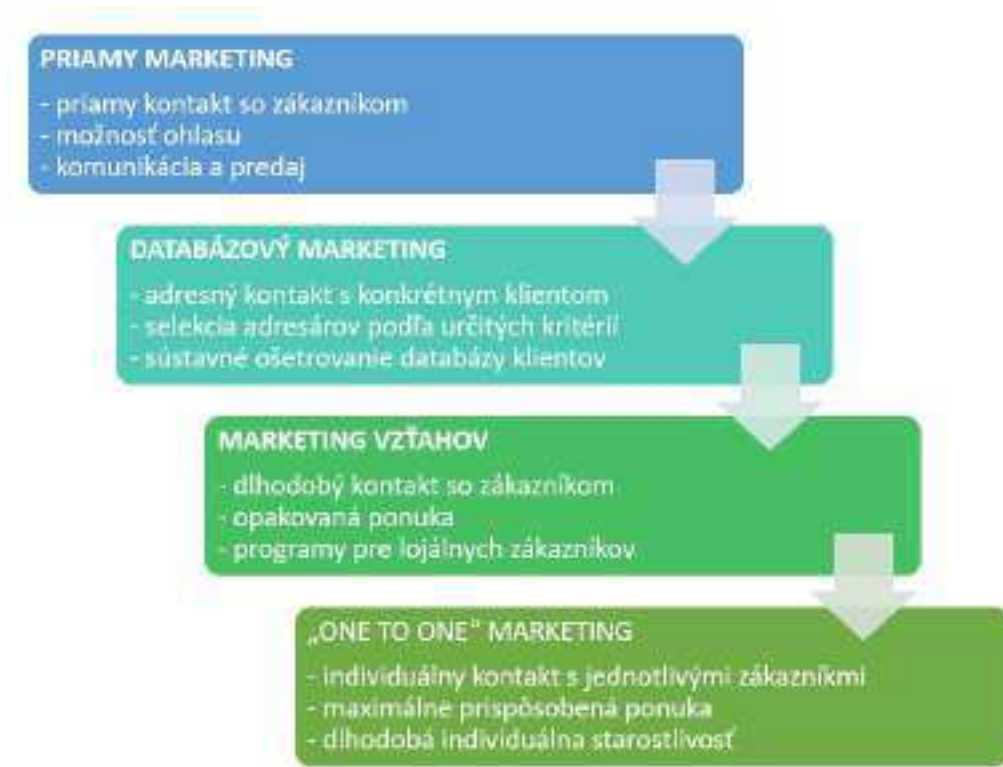 PRIAMY MARKETING
- priamy kontakt so zákazníkom
- možnosť ohlasu
- komunikácia a predaj
DATABÁZOVÝ MARKETING
- adresný kontakt s konkrétnym klientom
- selekcia adresárov podľa určitých kritérií
- sústavné ošetrovanie databázy klientov
MARKETING VZŤAHOV
- dlhodobý kontakt so zákazníkom
- opakovaná ponuka
- programy pre lojálnych zákazníkov
„ONE TO ONE" MARKETING
- individuálny kontakt s jednotlivými zákazníkmi
- maximálne prispôsobená ponuka
- dlhodobá individuálna starostlivosť